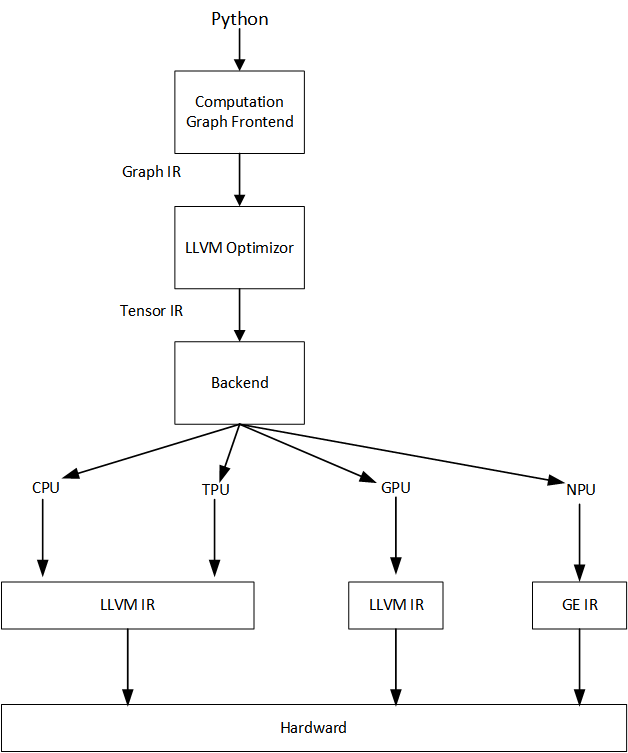 Python
Computation
Graph Frontend
Graph IR
LLVM Optimizor
Tensor IR
Backend
CPU
TPU
GPU
NPU
LLVM IR
LLVM IR
GE IR
Hardward